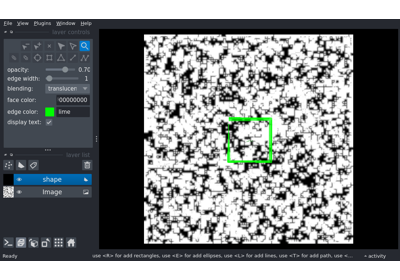 File View Plugins Window Help
layer controls
opacity: 0.70
edge width: 1
blending: translucen
face color: 00000000
edge color: lime
display text:
layer list
shape
Image
Ready
use <R> for add rectangles, use <E> for add ellipses, use <L> for add lines, use <T> for add path, use <...
activity